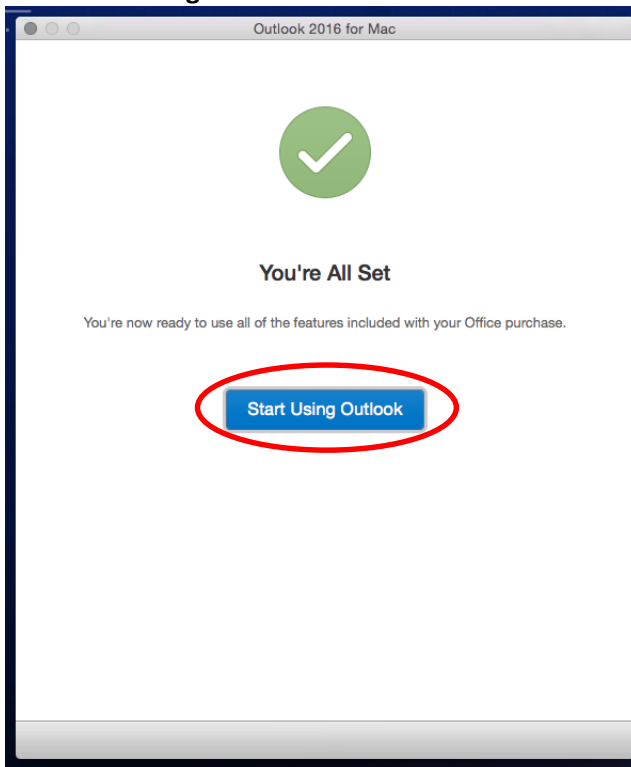 Outlook 2016 for Mac
You're All Set
You're now ready to use all of the features included with your Office purchase.
Start Using Outlook